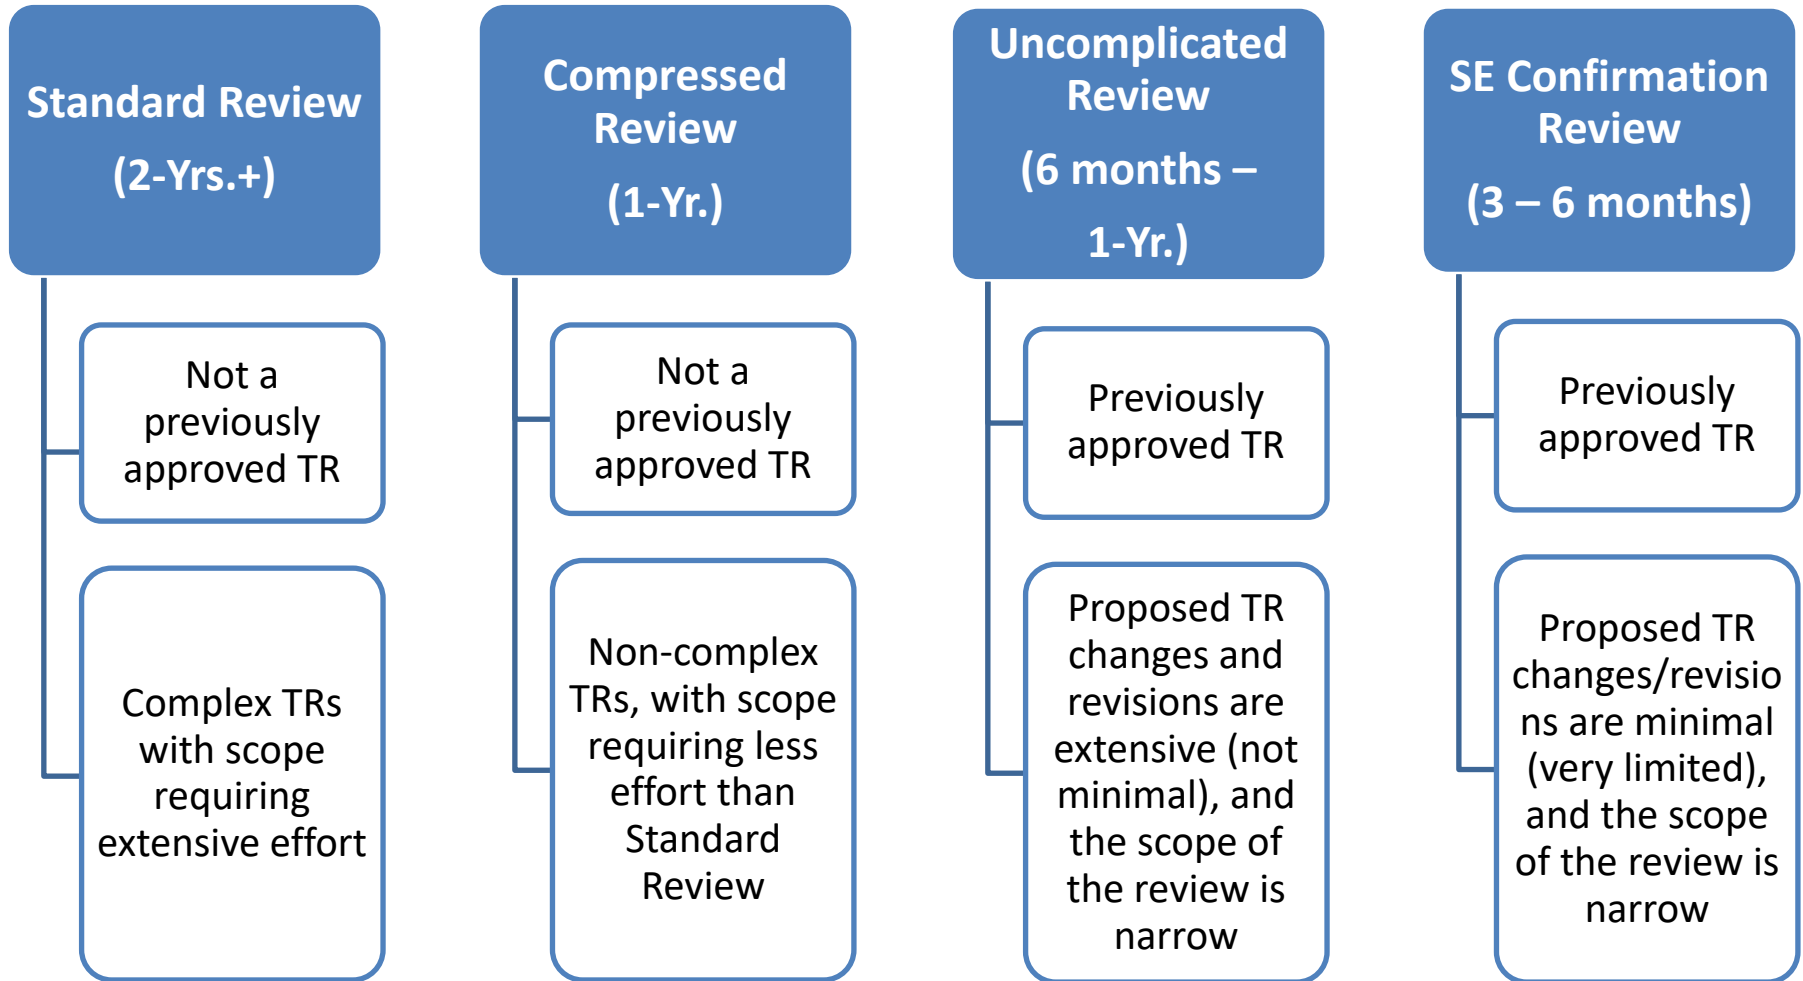 Standard Review
(2-Yrs.+)
Not a
previously
approved TR
Complex TRs
with scope
requiring
extensive effort
Compressed
Review
(1-Yr.)
Not a
previously
approved TR
Non-complex
TRs, with scope
requiring less
effort than
Standard
Review
Uncomplicated
Review
(6 months –
1-Yr.)
Previously
approved TR
Proposed TR
changes and
revisions are
extensive (not
minimal), and
the scope of
the review is
narrow
SE Confirmation
Review
(3 – 6 months)
Previously
approved TR
Proposed TR
changes/revisio
ns are minimal
(very limited),
and the scope
of the review is
narrow